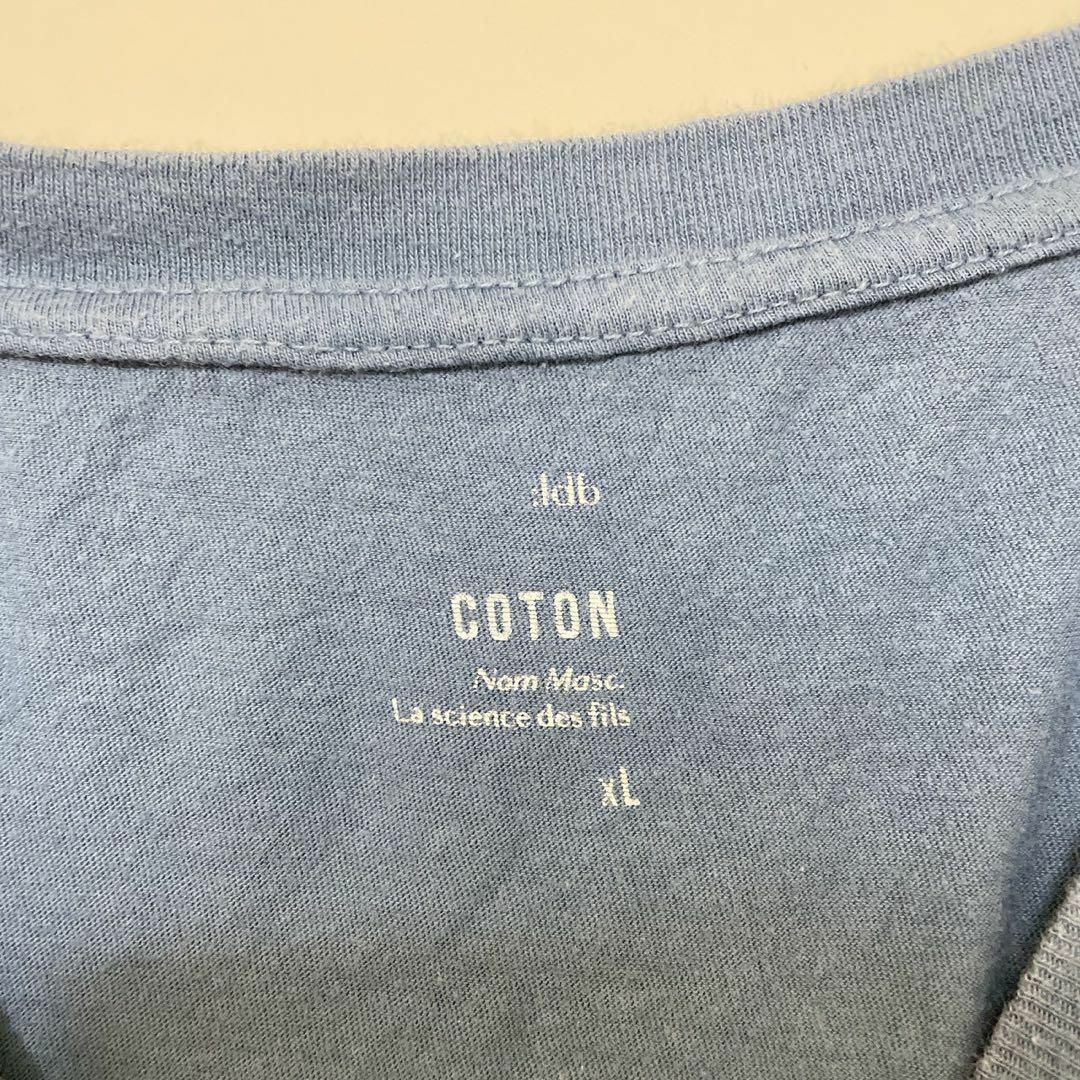 :ldb
COTON
Nom Masc.
La science des fils
XL